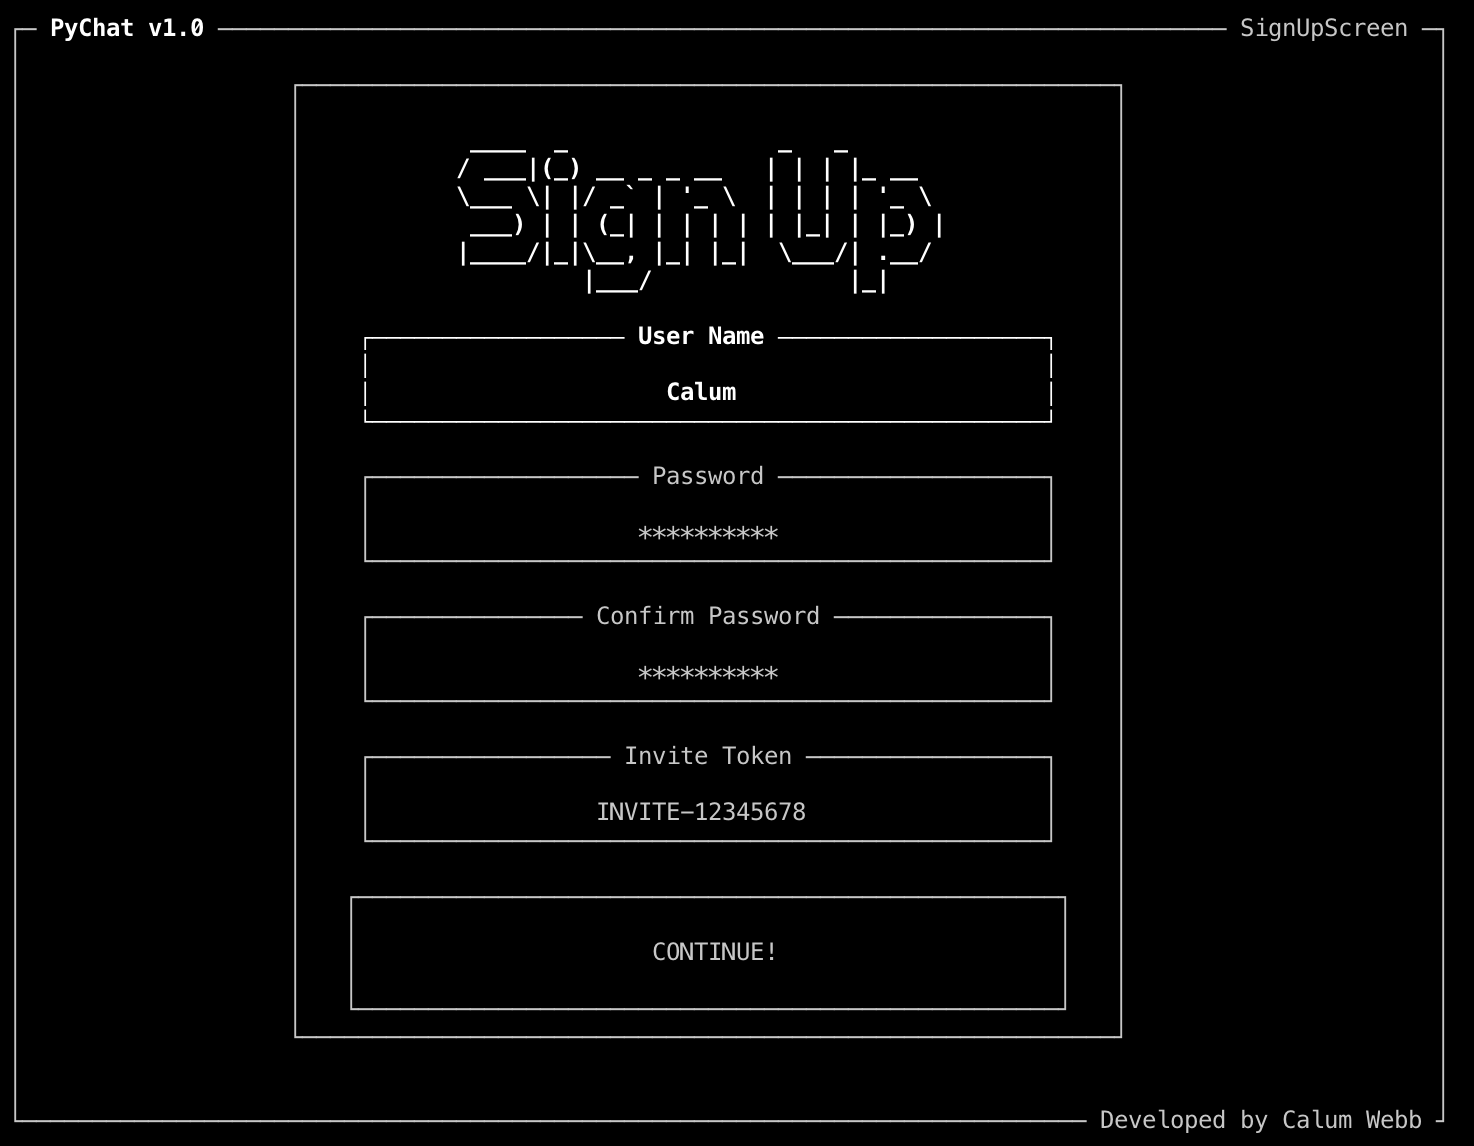 PyChat v1.0 SignUpScreen
Sign Up
User Name
Calum
Password
**********
Confirm Password
**********
Invite Token
INVITE-12345678
CONTINUE!
Developed by Calum Webb